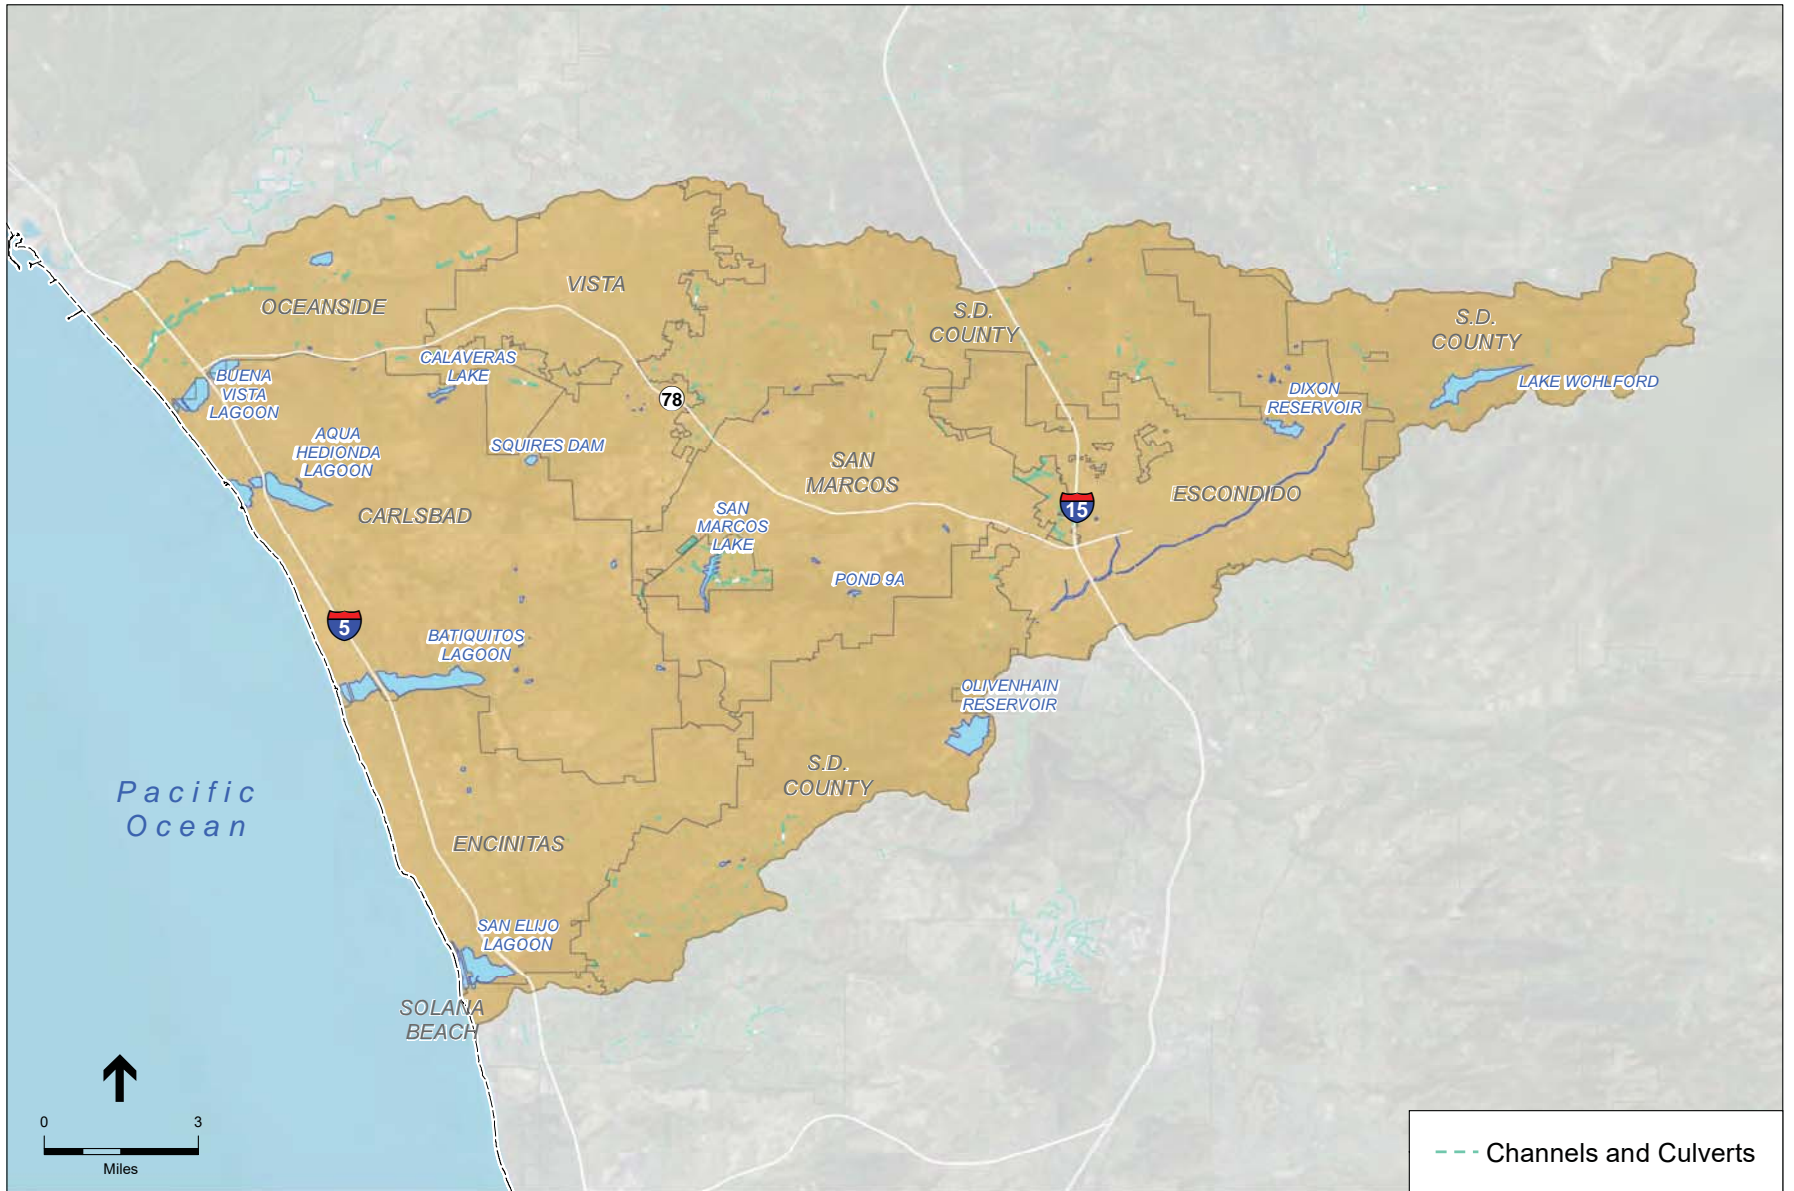 VISTA
OCEANSIDE
S.D.
COUNTY
S.D.
COUNTY
CALAVERAS
LAKE
BUENA
VISTA
LAGOON
LAKE WOHLFORD
DIXON
RESERVOIR
78
AQUA
HEDIONDA
LAGOON
SQUIRES DAM
SAN
MARCOS
ESCONDIDO
15
CARLSBAD
SAN
MARCOS
LAKE
POND 9A
5
BATIQUITOS
LAGOON
OLIVENHAIN
RESERVOIR
S.D.
COUNTY
Pacific
Ocean
ENCINITAS
SAN ELIJO
LAGOON
SOLANA
BEACH
0 3
Miles
Channels and Culverts